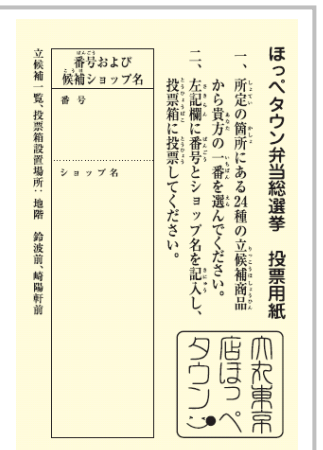 ほっぺタウン弁当総選挙　投票用紙
一、所定の箇所にある24種の立候補商品
から貴方の一番を選んでください。
二、左記欄に番号とショップ名を記入し、
投票箱に投票してください。
番号および
候補ショップ名
番号
ショップ名
立候補一覧、投票箱設置場所：地階　鈴波前、崎陽軒前
大丸東京
店ほっぺ
タウン